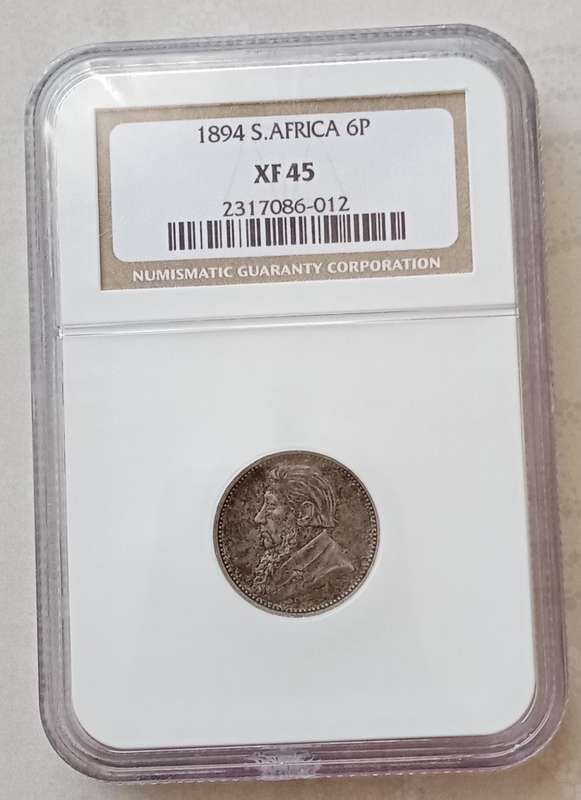 1894 S.AFRICA 6P
XF 45
2317086-012
NUMISMATIC GUARANTY CORPORATION